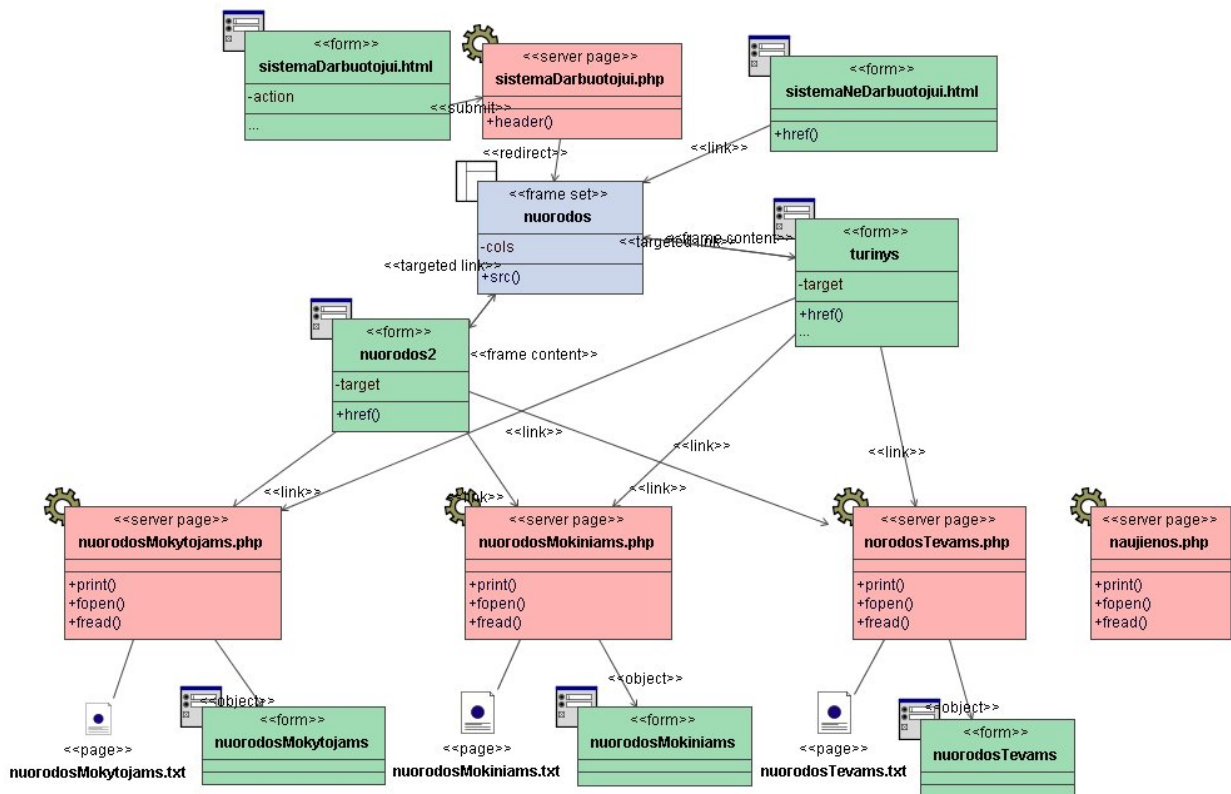 <<form>>
sistemaDarbuotojui.html
-action
...
<<submit>>
<<server page>>
sistemaDarbuotojui.php
+header()
<<form>>
sistemaNeDarbuotojui.html
+href()
<<redirect>>
<<link>>
<<frame set>>
nuorodos
-cols
+src()
<<targeted link>>
<<frame content>>
<<targeted link>>
<<form>>
turinys
-target
+href()
...
<<form>>
nuorodos2
-target
+href()
<<frame content>>
<<link>>
<<link>>
<<link>>
<<link>>
<<link>>
<<server page>>
nuorodosMokytojams.php
+print()
+fopen()
+fread()
<<server page>>
nuorodosMokiniams.php
+print()
+fopen()
+fread()
<<server page>>
norodosTevams.php
+print()
+fopen()
+fread()
<<server page>>
naujienos.php
+print()
+fopen()
+fread()
<<page>>
nuorodosMokytojams.txt
<<object>>
<<form>>
nuorodosMokytojams
<<page>>
nuorodosMokiniams.txt
<<object>>
<<form>>
nuorodosMokiniams
<<page>>
nuorodosTevams.txt
<<object>>
<<form>>
nuorodosTevams